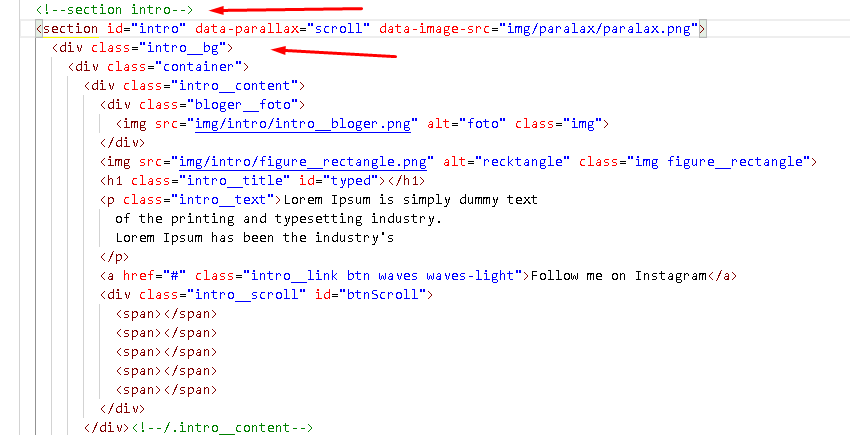 <!--section intro-->
<section id="intro" data-parallax="scroll" data-image-src="img/paralax/paralax.png">
<div class="intro__bg">
<div class="container">
<div class="intro__content">
<div class="bloger__foto">
<img src="img/intro/intro__bloger.png" alt="foto" class="img">
</div>
<img src="img/intro/figure__rectangle.png" alt="recktangle" class="img figure__rectangle">
<h1 class="intro__title" id="typed"></h1>
<p class="intro__text">Lorem Ipsum is simply dummy text
of the printing and typesetting industry.
Lorem Ipsum has been the industry's
</p>
<a href="#" class="intro__link btn waves waves-light">Follow me on Instagram</a>
<div class="intro__scroll" id="btnScroll">
<span></span>
<span></span>
<span></span>
<span></span>
<span></span>
</div>
</div><!--/.intro__content-->